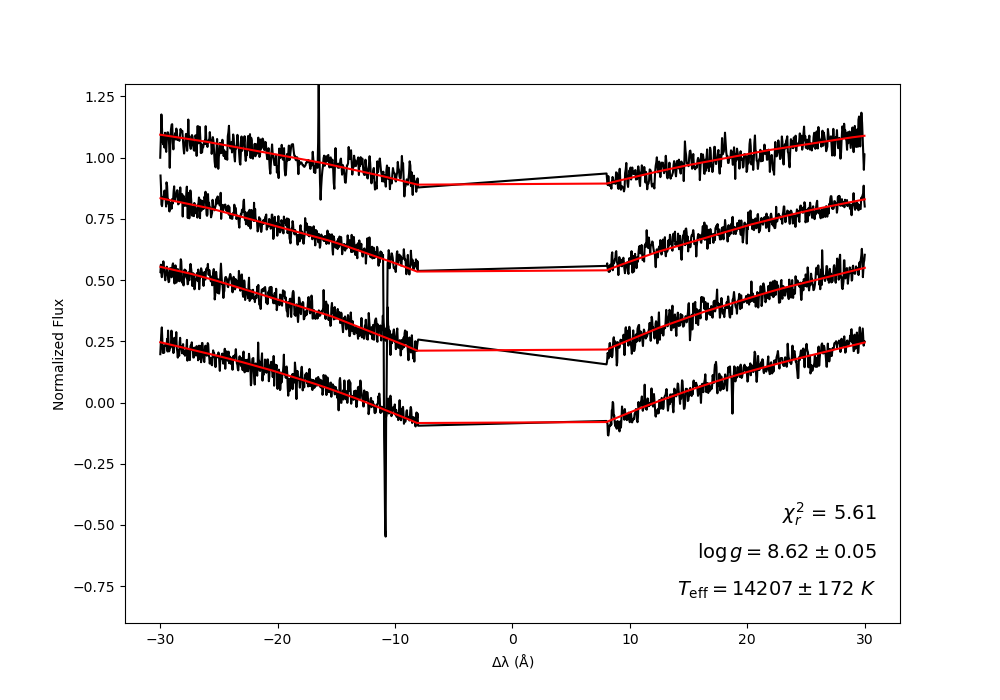 1.25
1.00
0.75
0.50
0.25
0.00
−0.25
−0.50
−0.75
Normalized Flux
χ²ᵣ = 5.61
log g = 8.62 ± 0.05
T_eff = 14207 ± 172 K
−30 −20 −10 0 10 20 30
Δλ (Å)